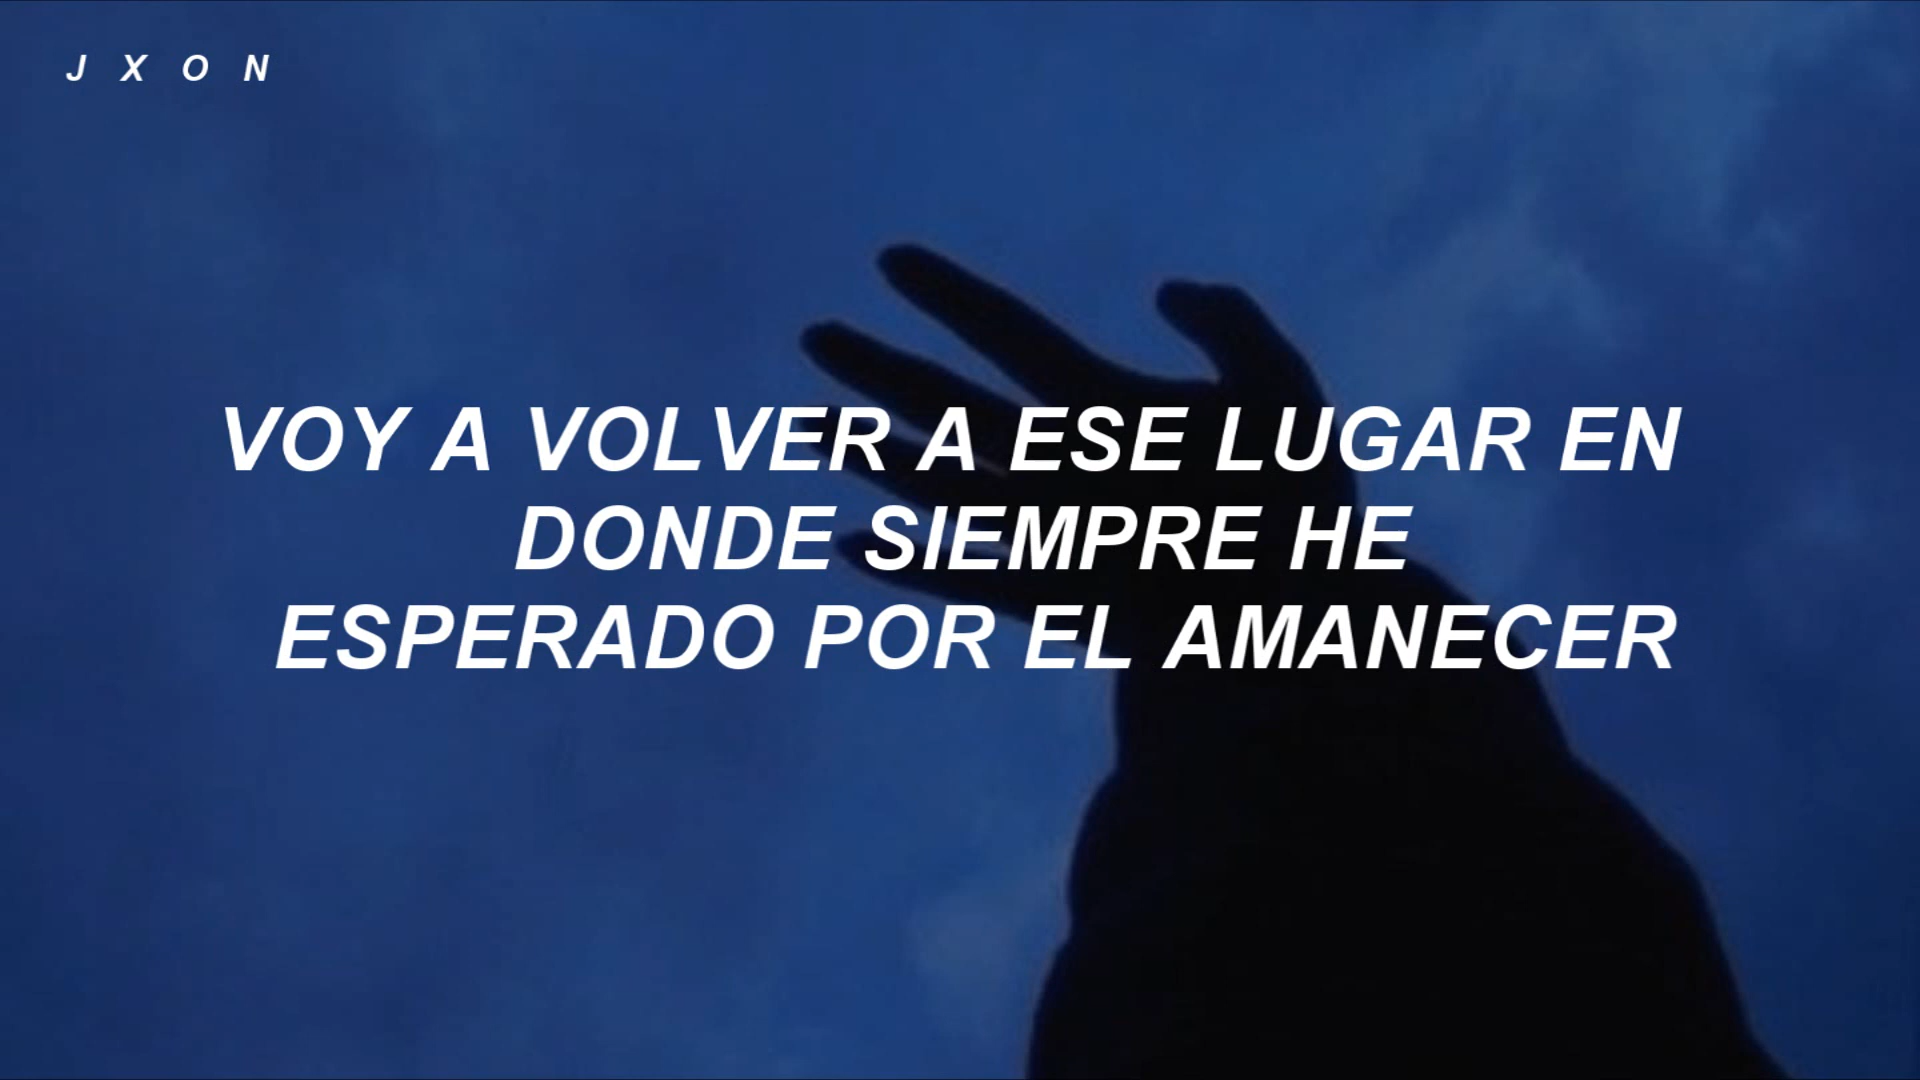 J X O N
VOY A VOLVER A ESE LUGAR EN
DONDE SIEMPRE HE
ESPERADO POR EL AMANECER